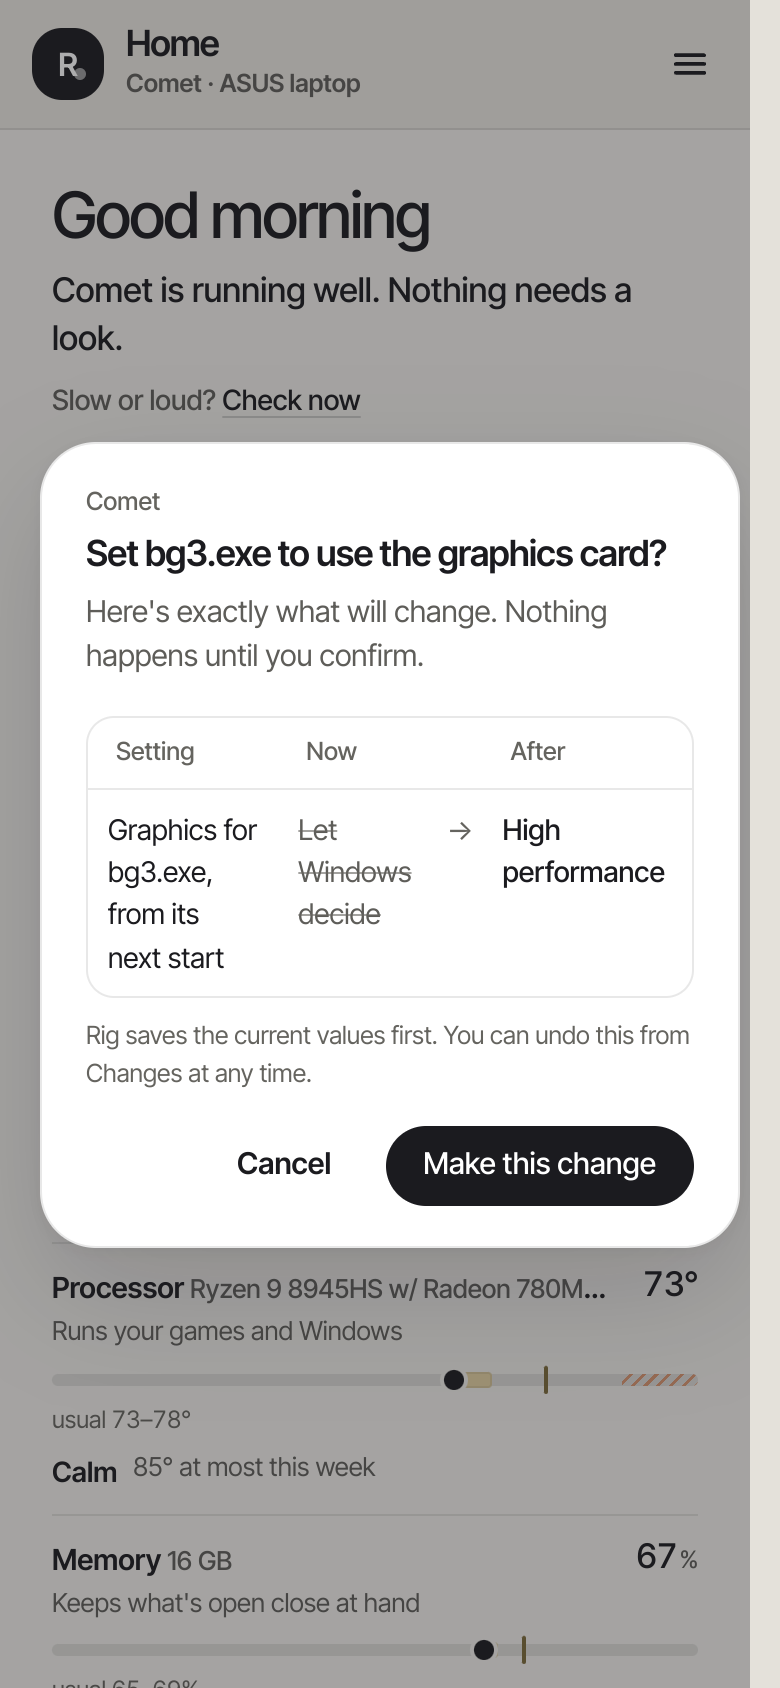 R
Home
Comet · ASUS laptop
Good morning
Comet is running well. Nothing needs a
look.
Slow or loud? Check now
Comet
Set bg3.exe to use the graphics card?
Here's exactly what will change. Nothing
happens until you confirm.
Setting Now After
Graphics for Let → High
bg3.exe, Windows performance
from its decide
next start
Rig saves the current values first. You can undo this from
Changes at any time.
Cancel Make this change
Processor Ryzen 9 8945HS w/ Radeon 780M... 73°
Runs your games and Windows
usual 73–78°
Calm 85° at most this week
Memory 16 GB 67%
Keeps what's open close at hand
usual 65–69%